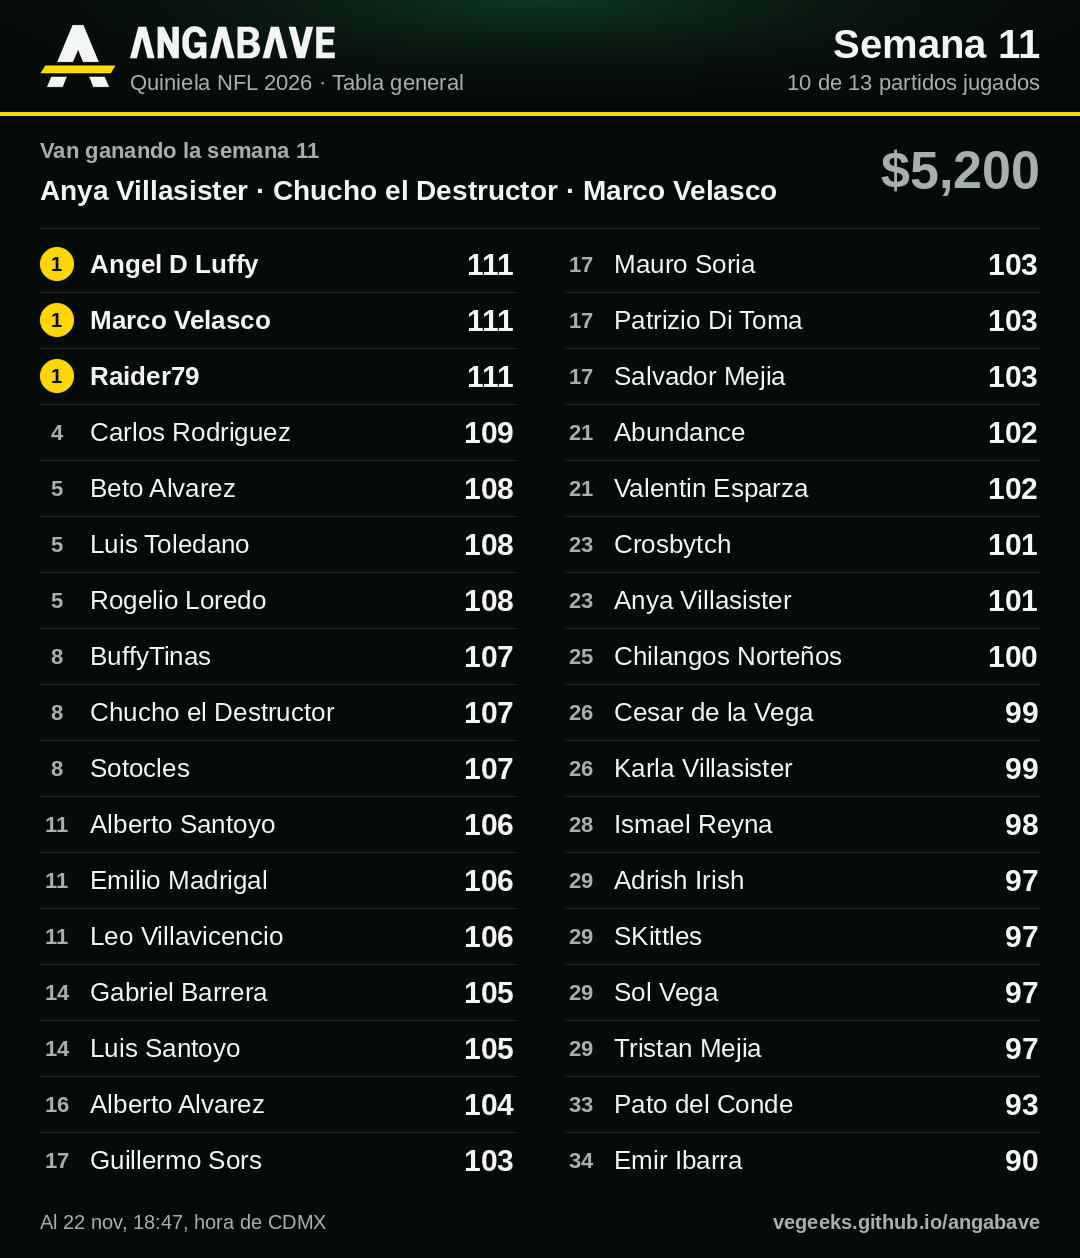 ANGABAVE
Quiniela NFL 2026 · Tabla general
Semana 11
10 de 13 partidos jugados
Van ganando la semana 11
Anya Villasister · Chucho el Destructor · Marco Velasco
$5,200
1 Angel D Luffy 111
1 Marco Velasco 111
1 Raider79 111
4 Carlos Rodriguez 109
5 Beto Alvarez 108
5 Luis Toledano 108
5 Rogelio Loredo 108
8 BuffyTinas 107
8 Chucho el Destructor 107
8 Sotocles 107
11 Alberto Santoyo 106
11 Emilio Madrigal 106
11 Leo Villavicencio 106
14 Gabriel Barrera 105
14 Luis Santoyo 105
16 Alberto Alvarez 104
17 Guillermo Sors 103
17 Mauro Soria 103
17 Patrizio Di Toma 103
17 Salvador Mejia 103
21 Abundance 102
21 Valentin Esparza 102
23 Crosbytch 101
23 Anya Villasister 101
25 Chilangos Norteños 100
26 Cesar de la Vega 99
26 Karla Villasister 99
28 Ismael Reyna 98
29 Adrish Irish 97
29 SKittles 97
29 Sol Vega 97
29 Tristan Mejia 97
33 Pato del Conde 93
34 Emir Ibarra 90
Al 22 nov, 18:47, hora de CDMX
vegeeks.github.io/angabave